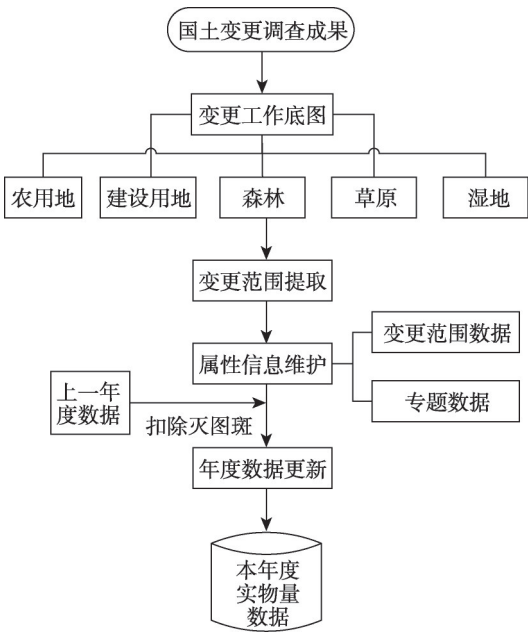 国土变更调查成果
变更工作底图
农用地
建设用地
森林
草原
湿地
变更范围提取
变更范围数据
属性信息维护
上一年
度数据
专题数据
扣除灭图斑
年度数据更新
本年度
实物量
数据